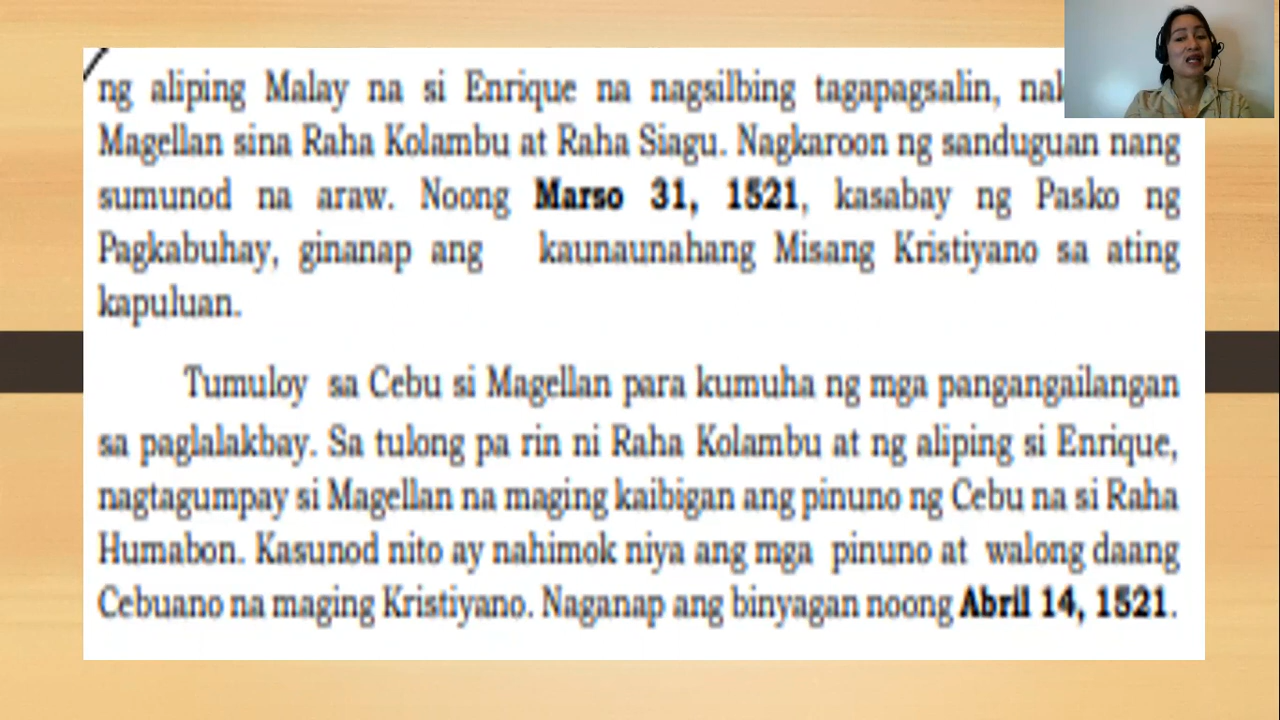 ng aliping Malay na si Enrique na nagsilbing tagapagsalin,
Magellan sina Raha Kolambu at Raha Siagu. Nagkaroon ng sanduguan nang
sumunod na araw. Noong Marso 31, 1521, kasabay ng Pasko ng
Pagkabuhay, ginanap ang kaunaunahang Misang Kristiyano sa ating
kapuluan.
Tumuloy sa Cebu si Magellan para kumuha ng mga pangangailangan
sa paglalakbay. Sa tulong pa rin ni Raha Kolambu at ng aliping si Enrique,
nagtagumpay si Magellan na maging kaibigan ang pinuno ng Cebu na si Raha
Humabon. Kasunod nito ay nahimok niya ang mga pinuno at walong daang
Cebuano na maging Kristiyano. Naganap ang binyagan noong Abril 14, 1521.